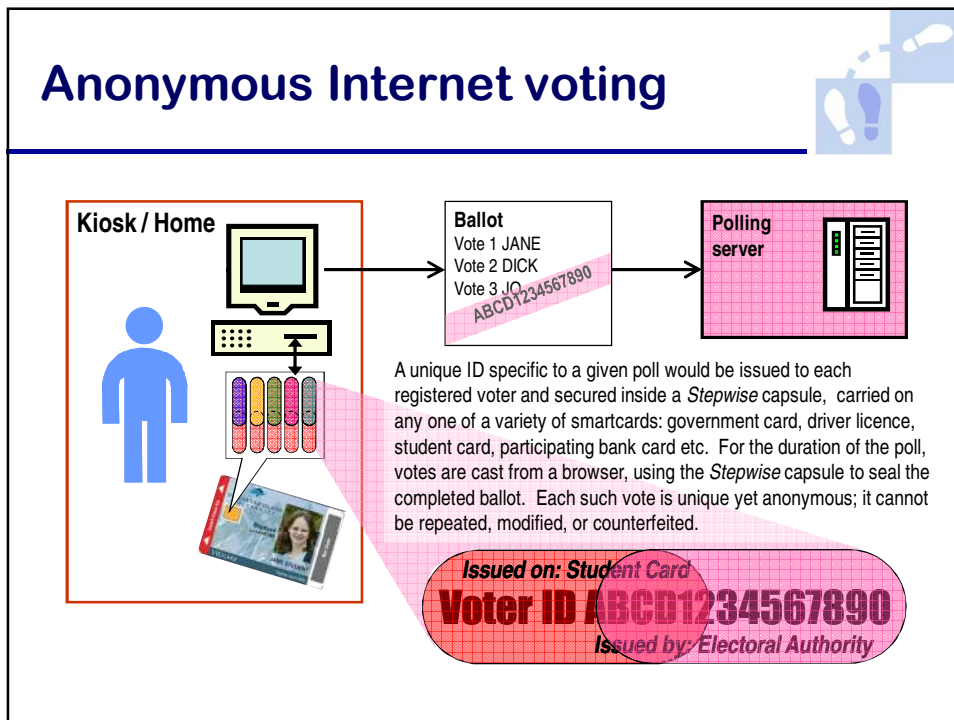 Anonymous Internet voting
Kiosk / Home
Ballot
Vote 1 JANE
Vote 2 DICK
Vote 3 JO
ABCD1234567890
Polling
server
A unique ID specific to a given poll would be issued to each
registered voter and secured inside a Stepwise capsule, carried on
any one of a variety of smartcards: government card, driver licence,
student card, participating bank card etc. For the duration of the poll,
votes are cast from a browser, using the Stepwise capsule to seal the
completed ballot. Each such vote is unique yet anonymous; it cannot
be repeated, modified, or counterfeited.
Issued on: Student Card
Voter ID ABCD1234567890
Issued by: Electoral Authority